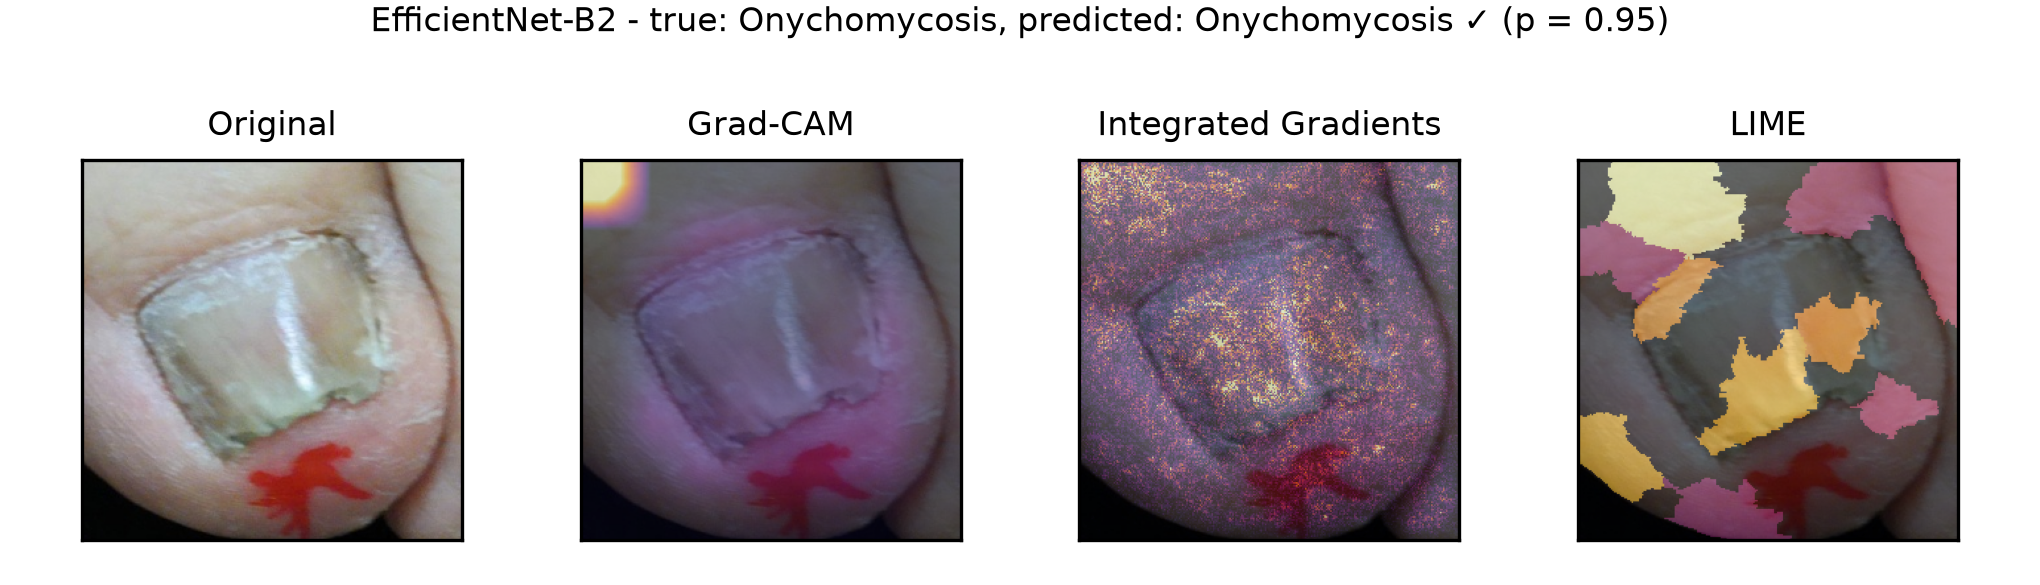 EfficientNet-B2 - true: Onychomycosis, predicted: Onychomycosis ✓ (p = 0.95)
Original
Grad-CAM
Integrated Gradients
LIME